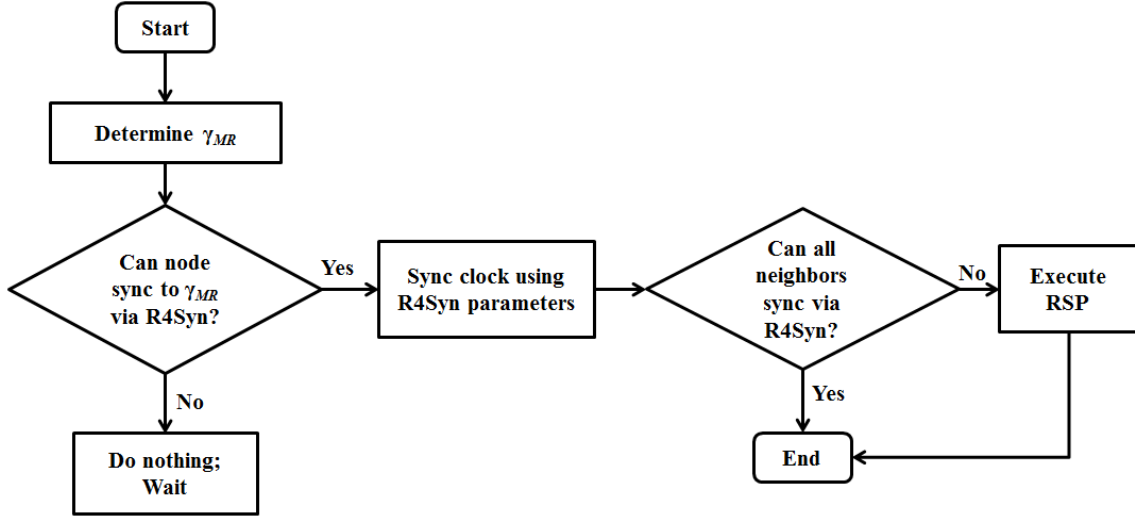 Start
Determine γMR
Can node
sync to γMR
via R4Syn?
Yes
No
Do nothing;
Wait
Sync clock using
R4Syn parameters
Can all
neighbors
sync via
R4Syn?
No
Execute
RSP
Yes
End